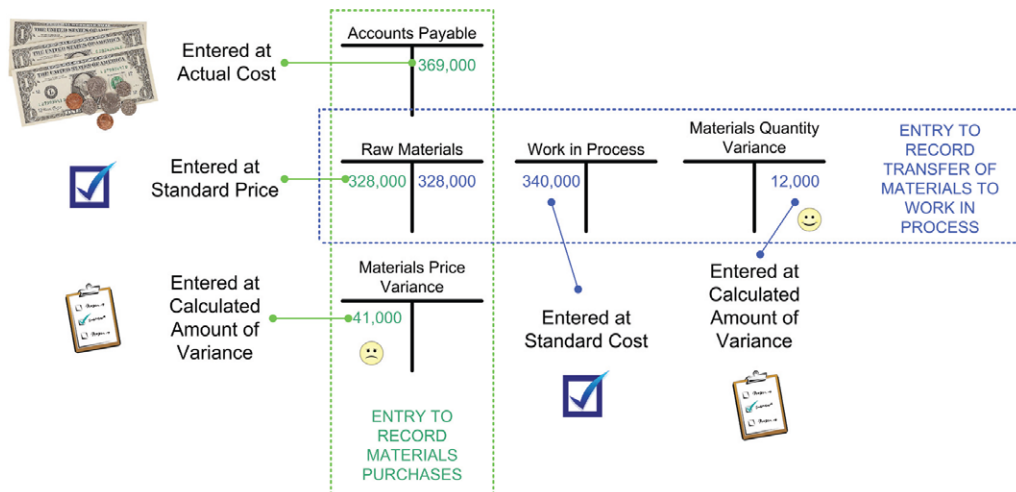 Accounts Payable
Entered at
Actual Cost
369,000
Materials Quantity
Variance
ENTRY TO
RECORD
TRANSFER OF
MATERIALS TO
WORK IN
PROCESS
Raw Materials
Work in Process
Entered at
Standard Price
328,000
328,000
340,000
12,000
Materials Price
Variance
Entered at
Calculated
Amount of
Variance
41,000
Entered at
Standard Cost
Entered at
Calculated
Amount of
Variance
ENTRY TO
RECORD
MATERIALS
PURCHASES